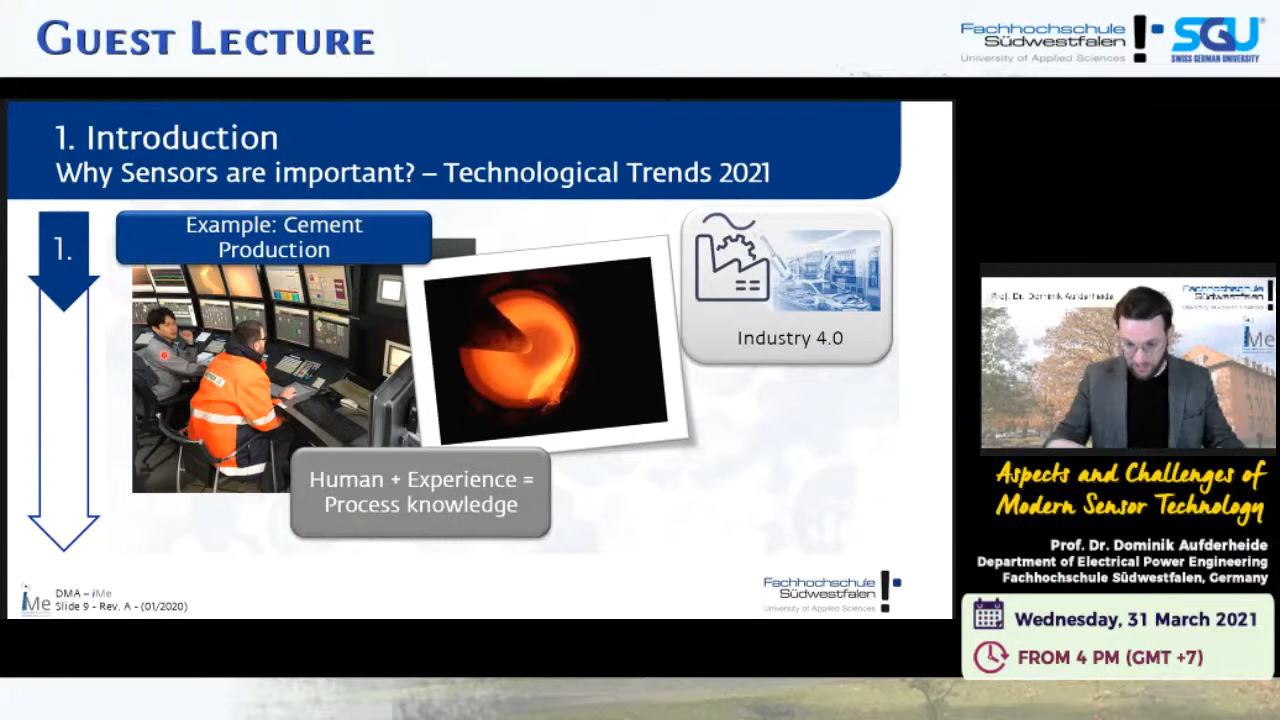 Guest Lecture
Fachhochschule
Südwestfalen
University of Applied Sciences
SGU
SWISS GERMAN UNIVERSITY
1. Introduction
Why Sensors are important? – Technological Trends 2021
1.
Example: Cement
Production
Industry 4.0
Human + Experience =
Process knowledge
DMA – iMe
iMe
Slide 9 - Rev. A - (01/2020)
Fachhochschule
Südwestfalen
University of Applied Sciences
Prof. Dr. Dominik Aufderheide
Fachhochschule
Südwestfalen
iMe
Aspects and Challenges of
Modern Sensor Technology
Prof. Dr. Dominik Aufderheide
Department of Electrical Power Engineering
Fachhochschule Südwestfalen, Germany
Wednesday, 31 March 2021
FROM 4 PM (GMT +7)